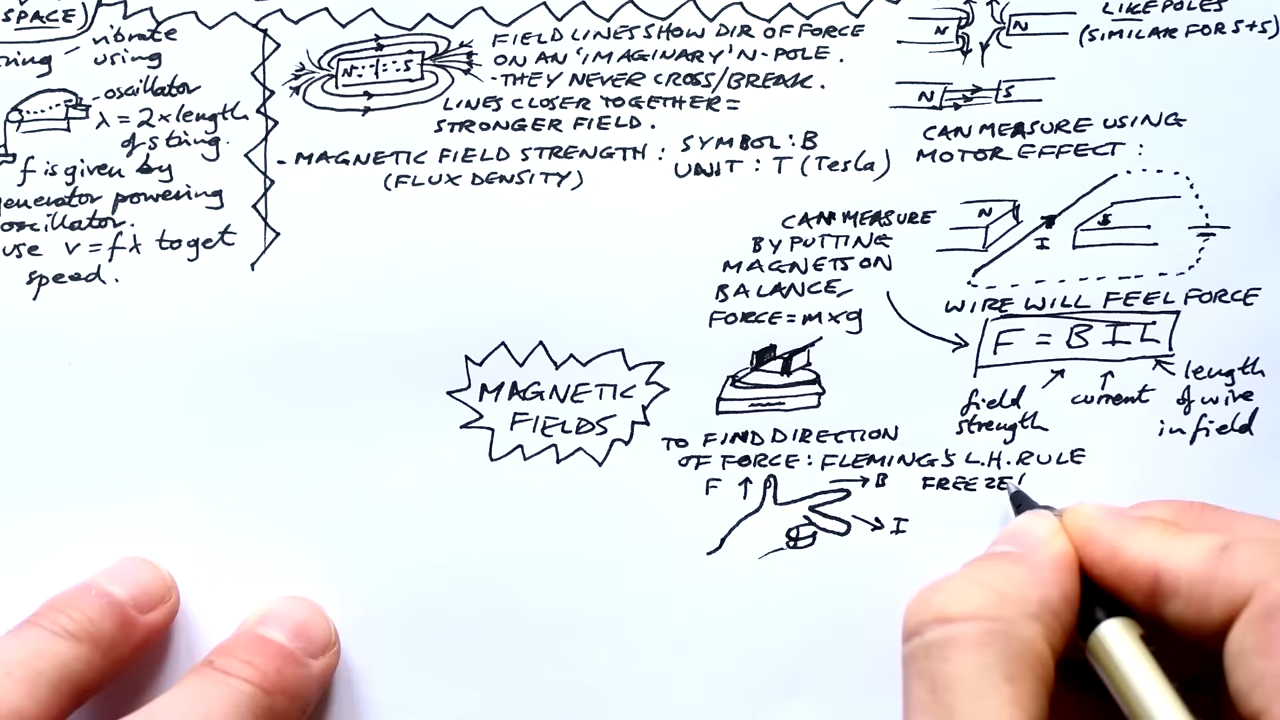 SPACE)
vibrate
using
oscillator
λ = 2 x length
of string.
f is given by
generator powering
oscillator.
use v = fλ to get
speed.
N S
FIELD LINES SHOW DIR OF FORCE
ON AN 'IMAGINARY' N-POLE.
- THEY NEVER CROSS/BREAK.
LINES CLOSER TOGETHER =
STRONGER FIELD.
- MAGNETIC FIELD STRENGTH : SYMBOL : B
(FLUX DENSITY) UNIT : T (Tesla)
LIKE POLES
(SIMILAR FOR S+S)
N N
N S
CAN MEASURE USING
MOTOR EFFECT :
N I S
WIRE WILL FEEL FORCE
F = B I L
field
strength
current
length
of wire
in field
CAN MEASURE
BY PUTTING
MAGNETS ON
BALANCE,
FORCE = m x g
MAGNETIC
FIELDS
TO FIND DIRECTION
OF FORCE : FLEMING'S L.H. RULE
F B I
FREEZE!